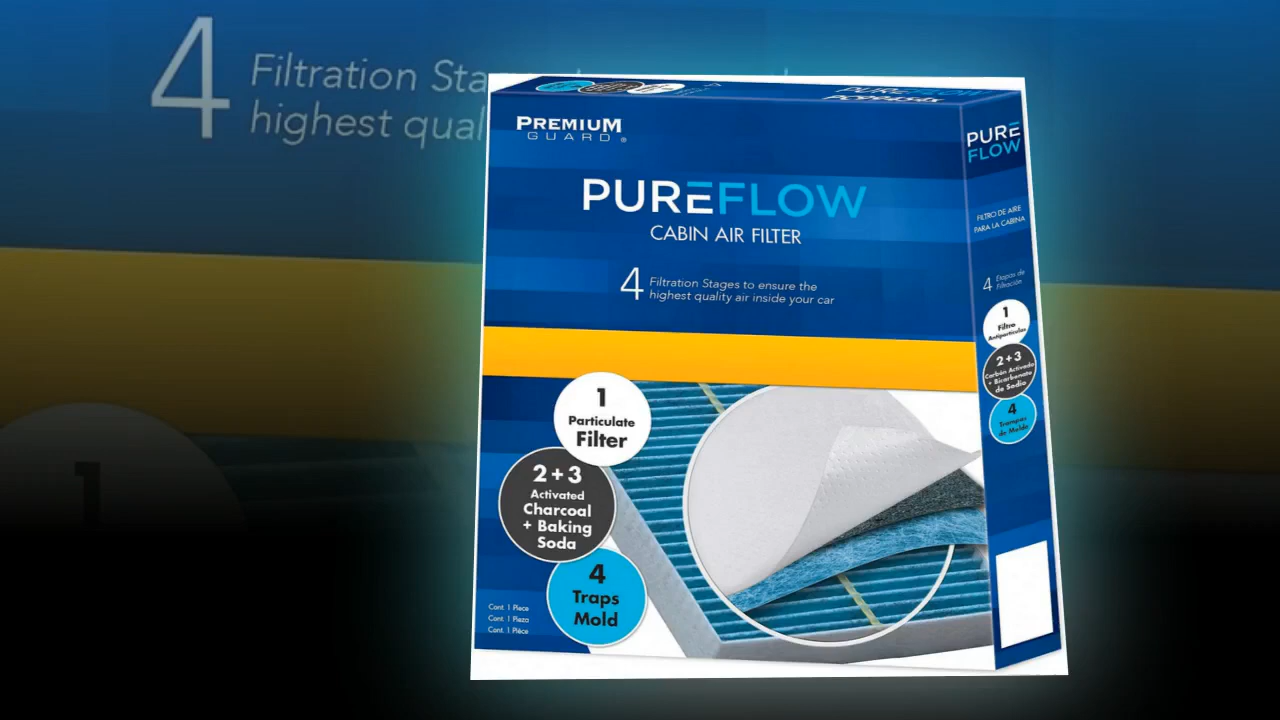 4
Filtration Sta
highest qual
PREMIUM
GUARD ®
PUREFLOW
CABIN AIR FILTER
4
Filtration Stages to ensure the
highest quality air inside your car
1
Particulate
Filter
2 + 3
Activated
Charcoal
+ Baking
Soda
4
Traps
Mold
Cont. 1 Piece
Cont. 1 Pieza
Cont. 1 Pièce
PURE
FLOW
FILTRO DE AIRE
PARA LA CABINA
4
Etapas de
Filtración
1
Filtro
Antipartículas
2 + 3
Carbón Activado
+ Bicarbonato
de Sodio
4
Trampas
de Molde
1